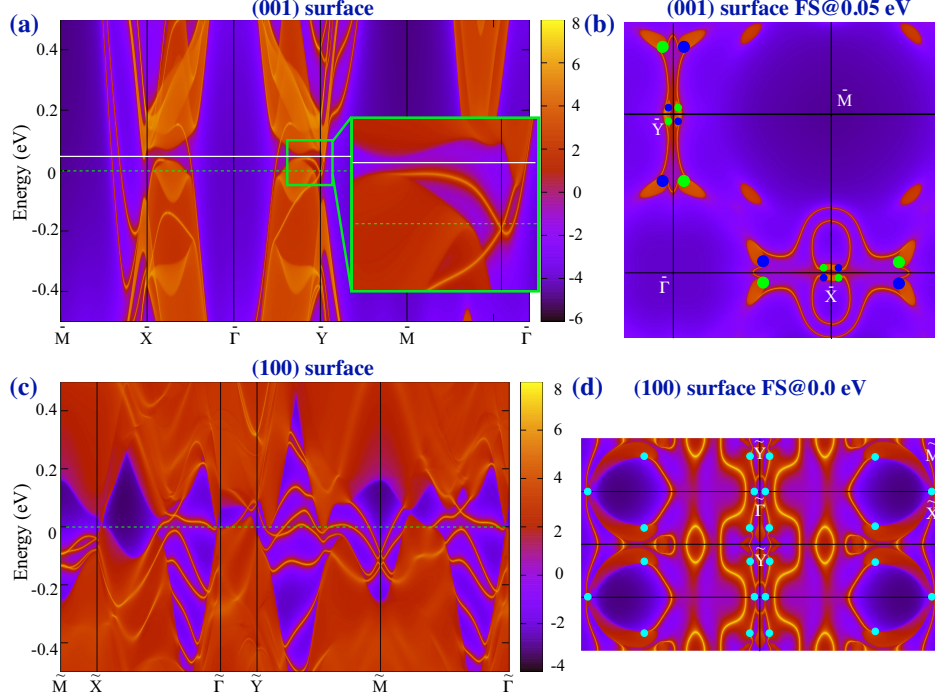 (001) surface
(a)
Energy (eV)
0.4
0.2
0
-0.2
-0.4
M̄
X̄
Γ̄
Ȳ
M̄
Γ̄
8
6
4
2
0
-2
-4
-6
(001) surface FS@0.05 eV
(b)
M̄
Ȳ
Γ̄
X̄
(100) surface
(c)
Energy (eV)
0.4
0.2
0
-0.2
-0.4
M̃
X̃
Γ̃
Ỹ
M̃
Γ̃
8
6
4
2
0
-2
-4
(d)
(100) surface FS@0.0 eV
Ỹ
M̃
Γ̃
X̃
Ỹ